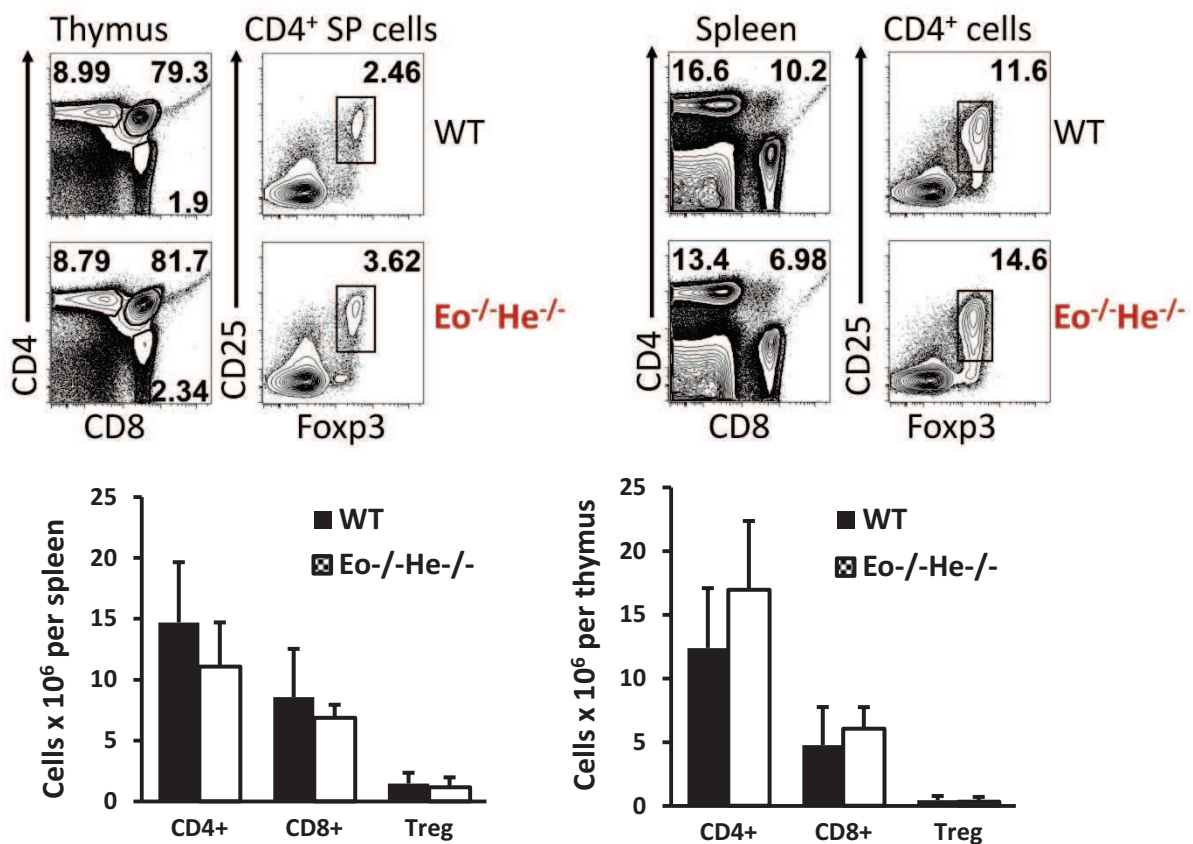 Thymus
CD4⁺ SP cells
8.99 79.3
2.46
WT
1.9
8.79 81.7
3.62
Eo⁻/⁻He⁻/⁻
2.34
CD4
CD25
CD8
Foxp3
Spleen
CD4⁺ cells
16.6 10.2
11.6
WT
13.4 6.98
14.6
Eo⁻/⁻He⁻/⁻
CD4
CD25
CD8
Foxp3
Cells x 10⁶ per spleen
25
20
15
10
5
0
WT
Eo-/-He-/-
CD4+ CD8+ Treg
Cells x 10⁶ per thymus
25
20
15
10
5
0
WT
Eo-/-He-/-
CD4+ CD8+ Treg